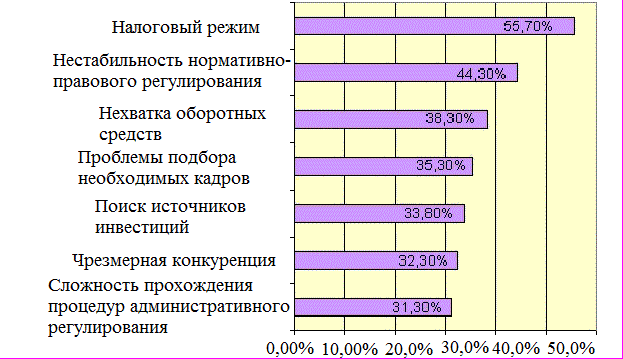 Налоговый режим
55,70%
Нестабильность нормативно-
правового регулирования
44,30%
Нехватка оборотных
средств
38,30%
Проблемы подбора
необходимых кадров
35,30%
Поиск источников
инвестиций
33,80%
Чрезмерная конкуренция
32,30%
Сложность прохождения
процедур административного
регулирования
31,30%
0,00% 10,00% 20,0% 30,0% 40,0% 50,0%